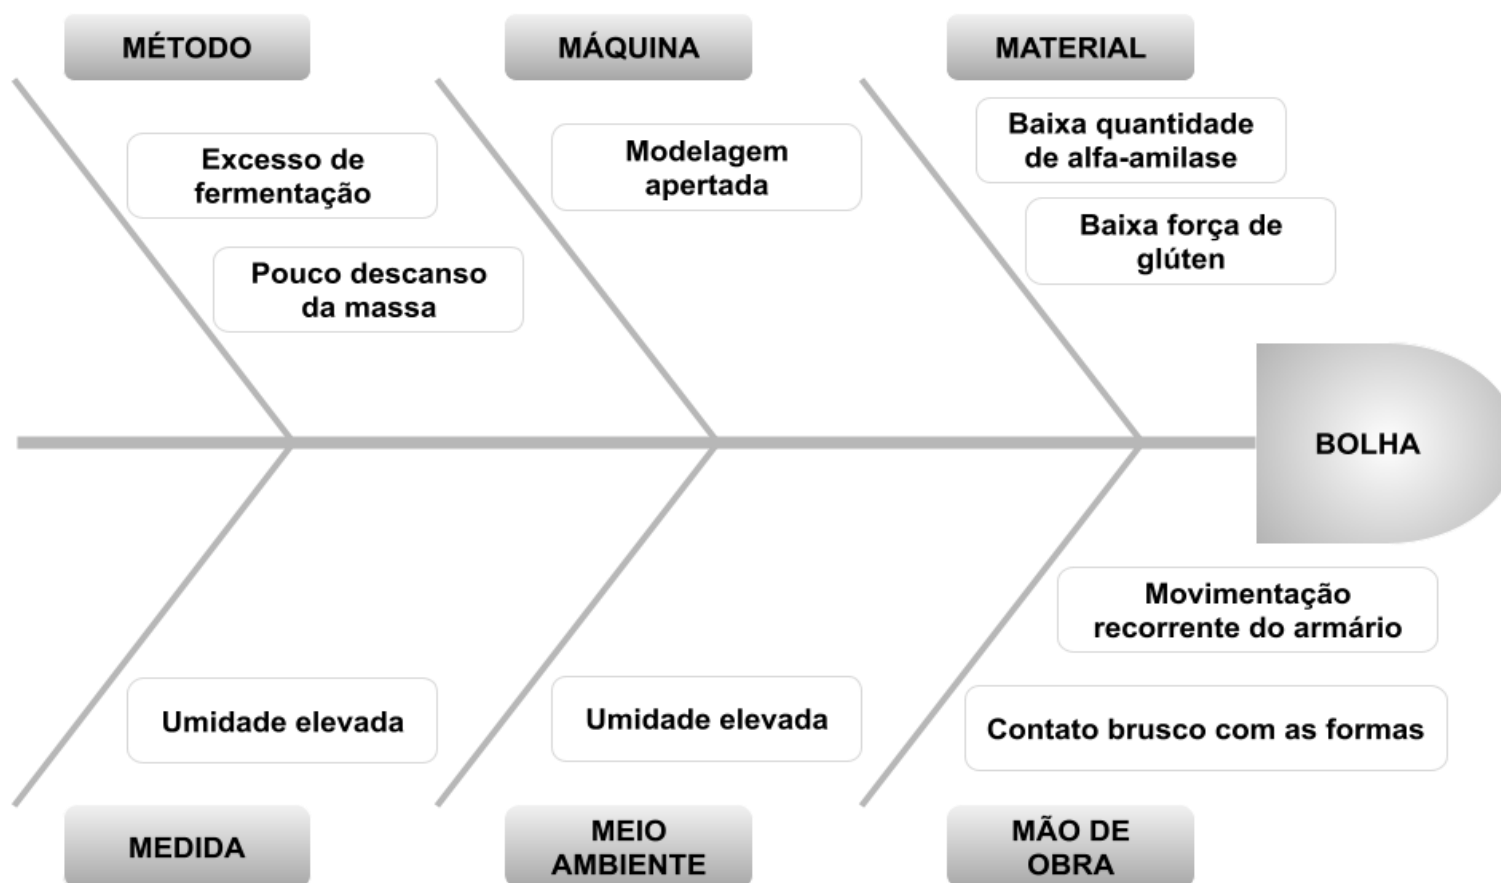 MÉTODO
MÁQUINA
MATERIAL
Excesso de
fermentação
Pouco descanso
da massa
Modelagem
apertada
Baixa quantidade
de alfa-amilase
Baixa força de
glúten
BOLHA
Umidade elevada
Umidade elevada
Movimentação
recorrente do armário
Contato brusco com as formas
MEDIDA
MEIO
AMBIENTE
MÃO DE
OBRA